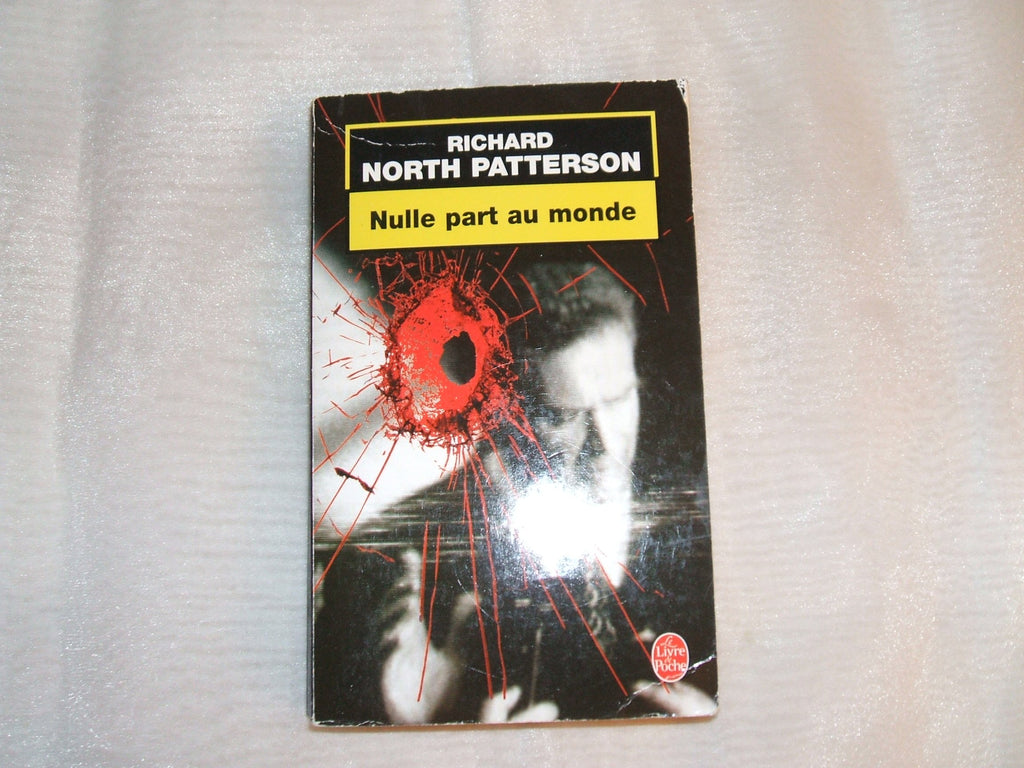 RICHARD
NORTH PATTERSON
Nulle part au monde
Le
Livre
de
Poche